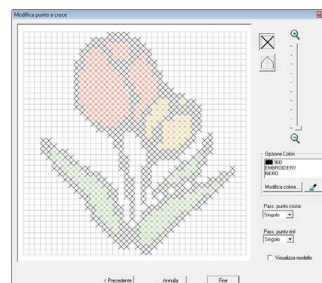 Modifica punto a croce
Opzione Colori
900
EMBROIDERY
NERO
Modifica colore...
Pass. punto croce:
Singolo
Pass. punto iml:
Singolo
Visualizza modello
< Precedente
Annulla
Fine